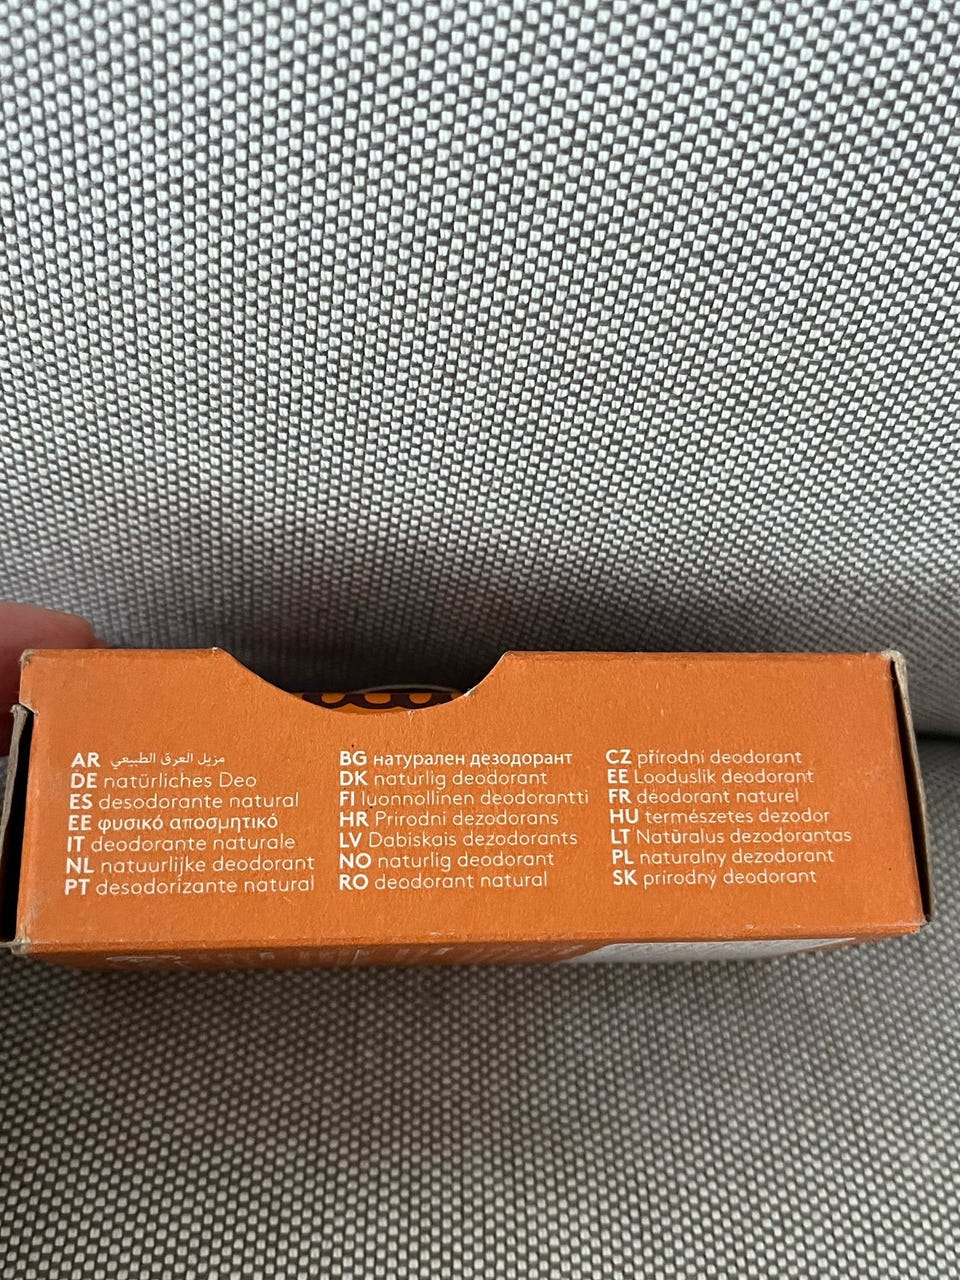 AR مزيل العرق الطبيعي
DE natürliches Deo
ES desodorante natural
EE φυσικό αποσμητικό
IT deodorante naturale
NL natuurlijke deodorant
PT desodorizante natural
BG натурален дезодорант
DK naturlig deodorant
FI luonnollinen deodorantti
HR Prirodni dezodorans
LV Dabiskais dezodorants
NO naturlig deodorant
RO deodorant natural
CZ přírodní deodorant
EE Looduslik deodorant
FR déodorant naturel
HU természetes dezodor
LT Natūralus dezodorantas
PL naturalny dezodorant
SK prírodný deodorant